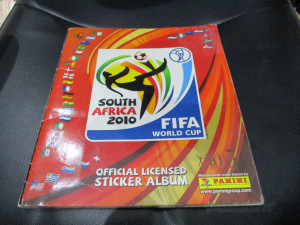 SOUTH
AFRICA
2010
FIFA
WORLD CUP
OFFICIAL LICENSED
STICKER ALBUM
PANINI
www.paninigroup.com